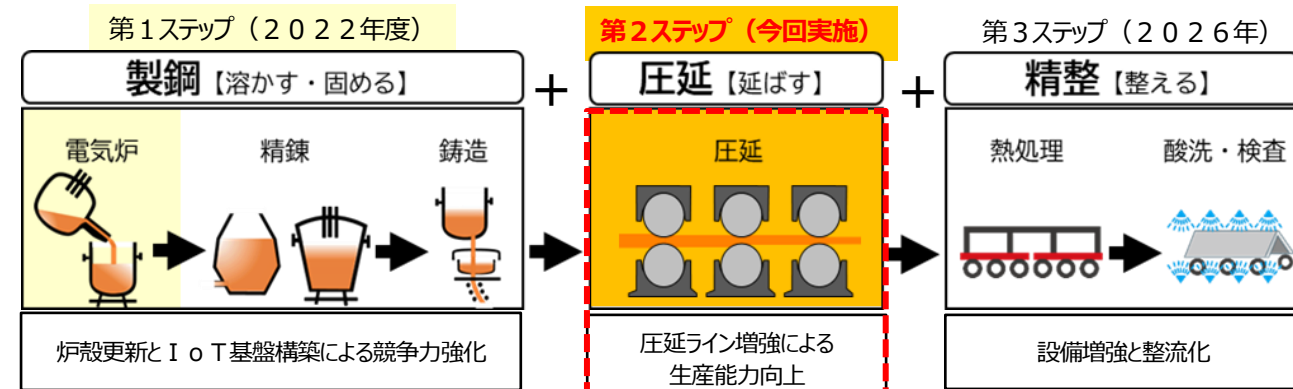 第１ステップ（２０２２年度）
第２ステップ（今回実施）
第３ステップ（２０２６年）
製鋼【溶かす・固める】
＋
圧延【延ばす】
＋
精整【整える】
電気炉
精錬
鋳造
圧延
熱処理
酸洗・検査
炉殻更新とＩｏＴ基盤構築による競争力強化
圧延ライン増強による
生産能力向上
設備増強と整流化